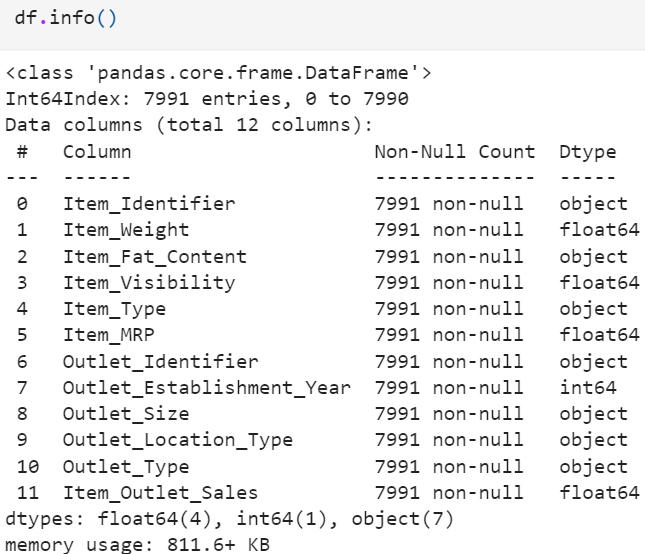 df.info()
<class 'pandas.core.frame.DataFrame'>
Int64Index: 7991 entries, 0 to 7990
Data columns (total 12 columns):
 #   Column                     Non-Null Count  Dtype
---  ------                     --------------  -----
 0   Item_Identifier            7991 non-null   object
 1   Item_Weight                7991 non-null   float64
 2   Item_Fat_Content           7991 non-null   object
 3   Item_Visibility            7991 non-null   float64
 4   Item_Type                  7991 non-null   object
 5   Item_MRP                   7991 non-null   float64
 6   Outlet_Identifier          7991 non-null   object
 7   Outlet_Establishment_Year  7991 non-null   int64
 8   Outlet_Size                7991 non-null   object
 9   Outlet_Location_Type       7991 non-null   object
 10  Outlet_Type                7991 non-null   object
 11  Item_Outlet_Sales          7991 non-null   float64
dtypes: float64(4), int64(1), object(7)
memory usage: 811.6+ KB